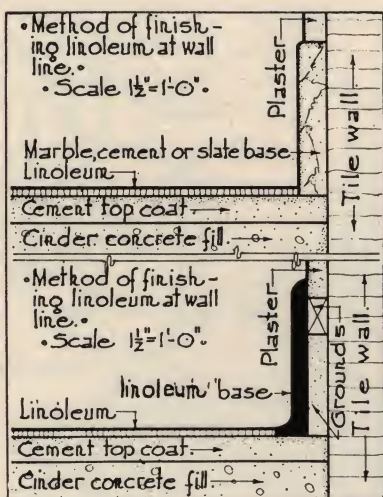 • Method of finish-
ing linoleum at wall
line. •
• Scale 1½"=1'-0". •
Plaster
Tile wall
Marble, cement or slate base
Linoleum
Cement top coat
Cinder concrete fill.
• Method of finish-
ing linoleum at wall
line. •
• Scale 1½"=1'-0". •
Plaster
Grounds
Tile wall
linoleum" base
Linoleum
Cement top coat
Cinder concrete fill.